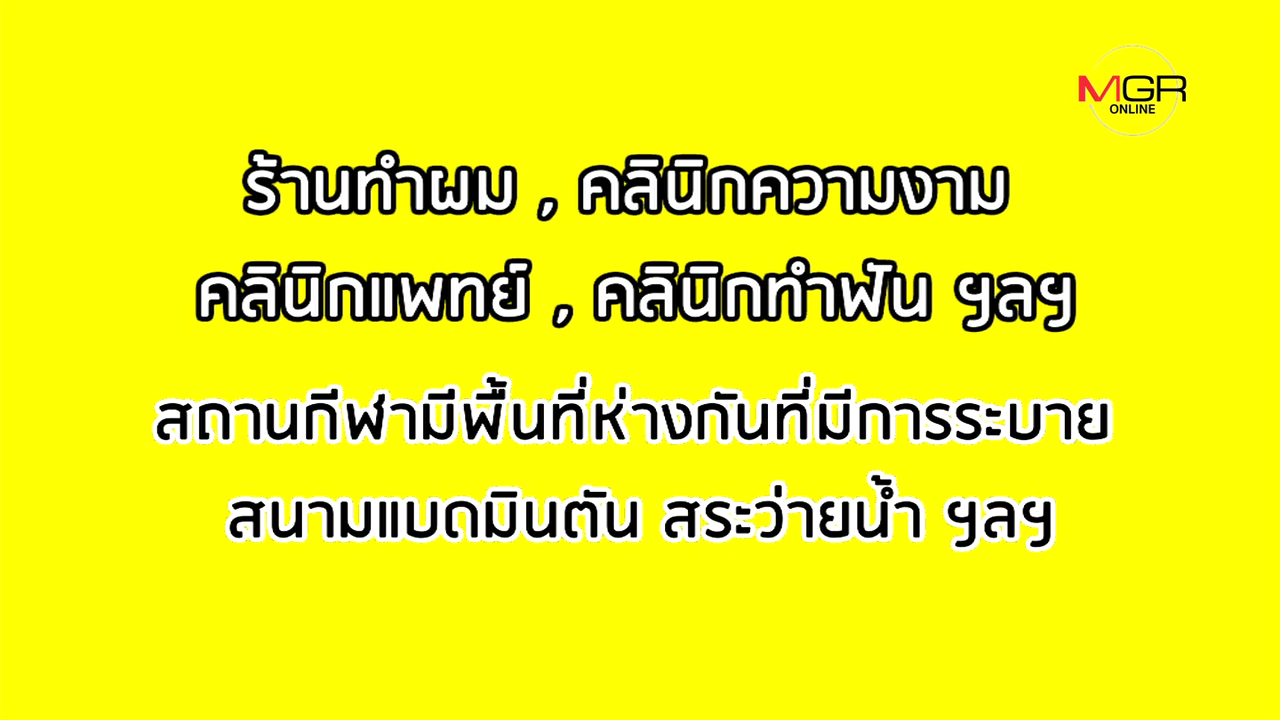 MGR
ONLINE
ร้านทำผม , คลินิกความงาม
คลินิกแพทย์ , คลินิกทำฟัน ฯลฯ
สถานกีฬามีพื้นที่ห่างกันที่มีการระบาย
สนามแบดมินตัน สระว่ายน้ำ ฯลฯ